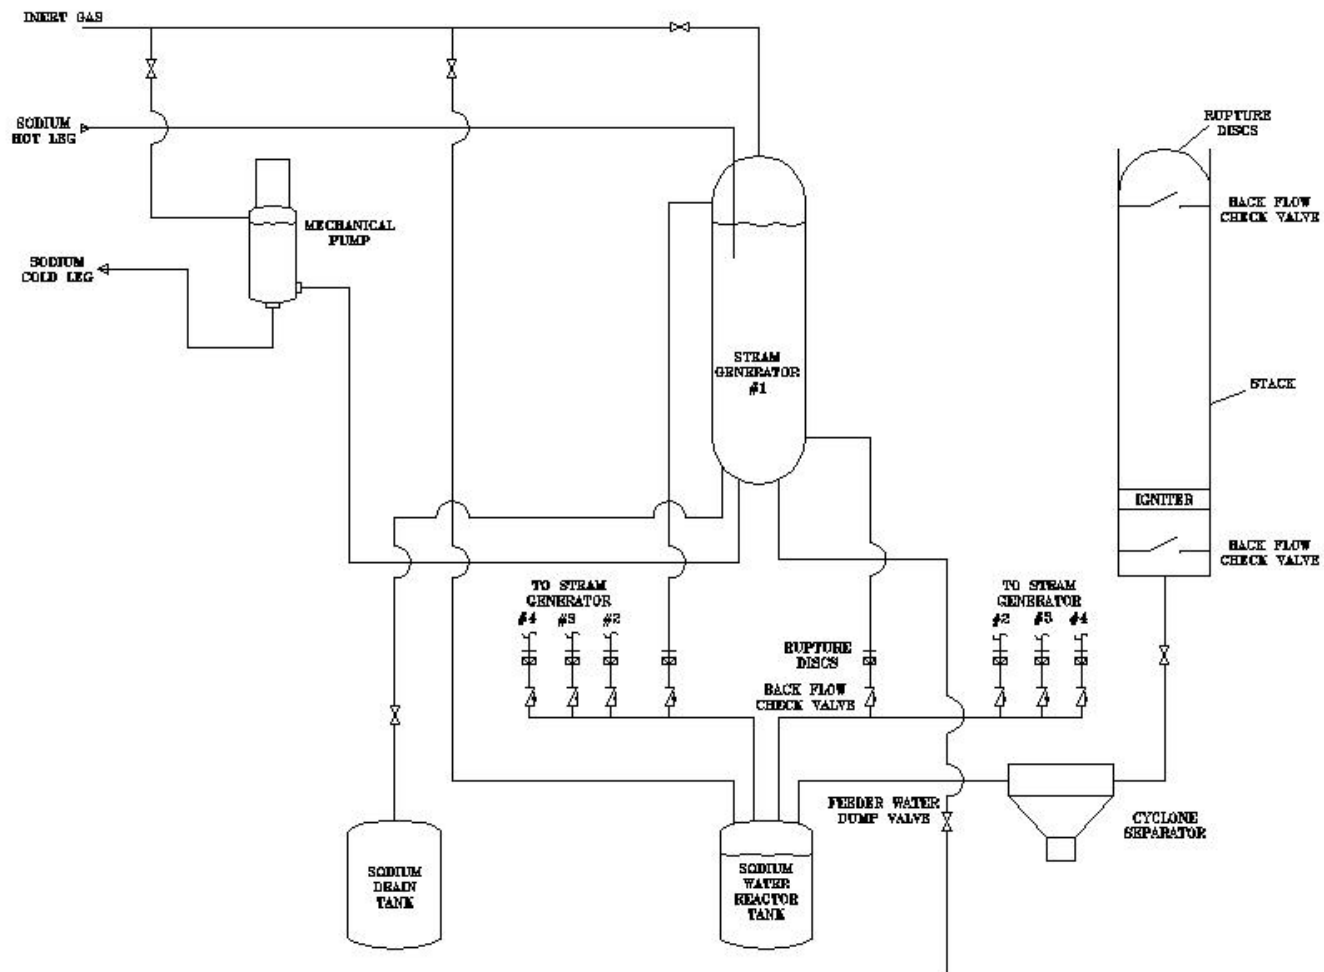 INERT GAS
SODIUM
HOT LEG
RUPTURE
DISCS
BACK FLOW
CHECK VALVE
MECHANICAL
PUMP
SODIUM
COLD LEG
STEAM
GENERATOR
#1
STACK
IGNITER
BACK FLOW
CHECK VALVE
TO STEAM
GENERATOR
#4 #3 #2
TO STEAM
GENERATOR
#2 #3 #4
RUPTURE
DISCS
BACK FLOW
CHECK VALVE
FEEDER WATER
DUMP VALVE
CYCLONE
SEPARATOR
SODIUM
DRAIN
TANK
SODIUM
WATER
REACTOR
TANK